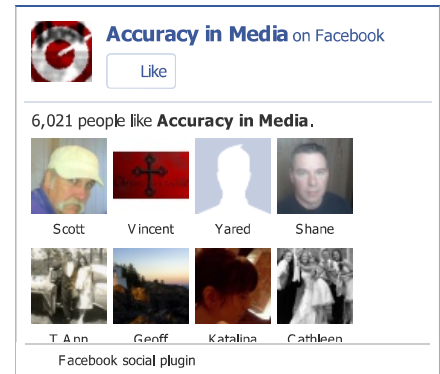 Accuracy in Media on Facebook
Like
6,021 people like Accuracy in Media.
Scott Vincent Yared Shane
T Ann Geoff Katalina Cathleen
Facebook social plugin